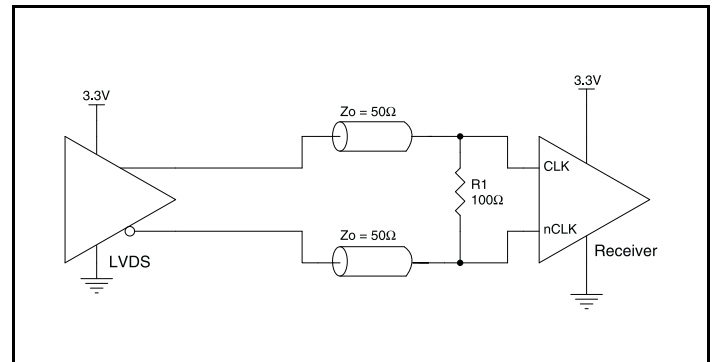 3.3V
3.3V
Zo = 50Ω
CLK
R1
100Ω
nCLK
Zo = 50Ω
LVDS
Receiver